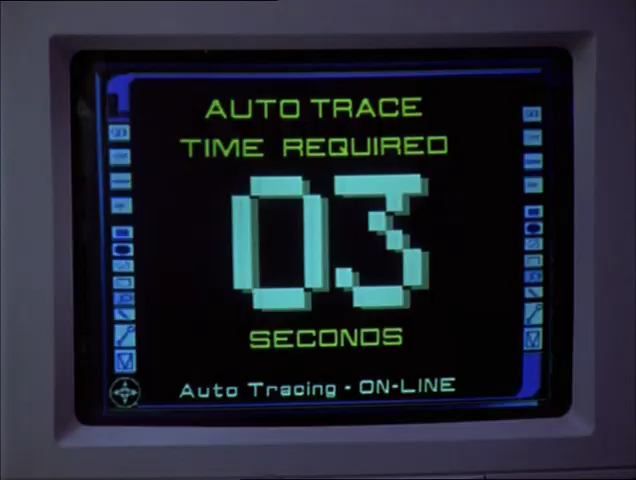 AUTO TRACE
TIME REQUIRED
03
SECONDS
Auto Tracing - ON-LINE